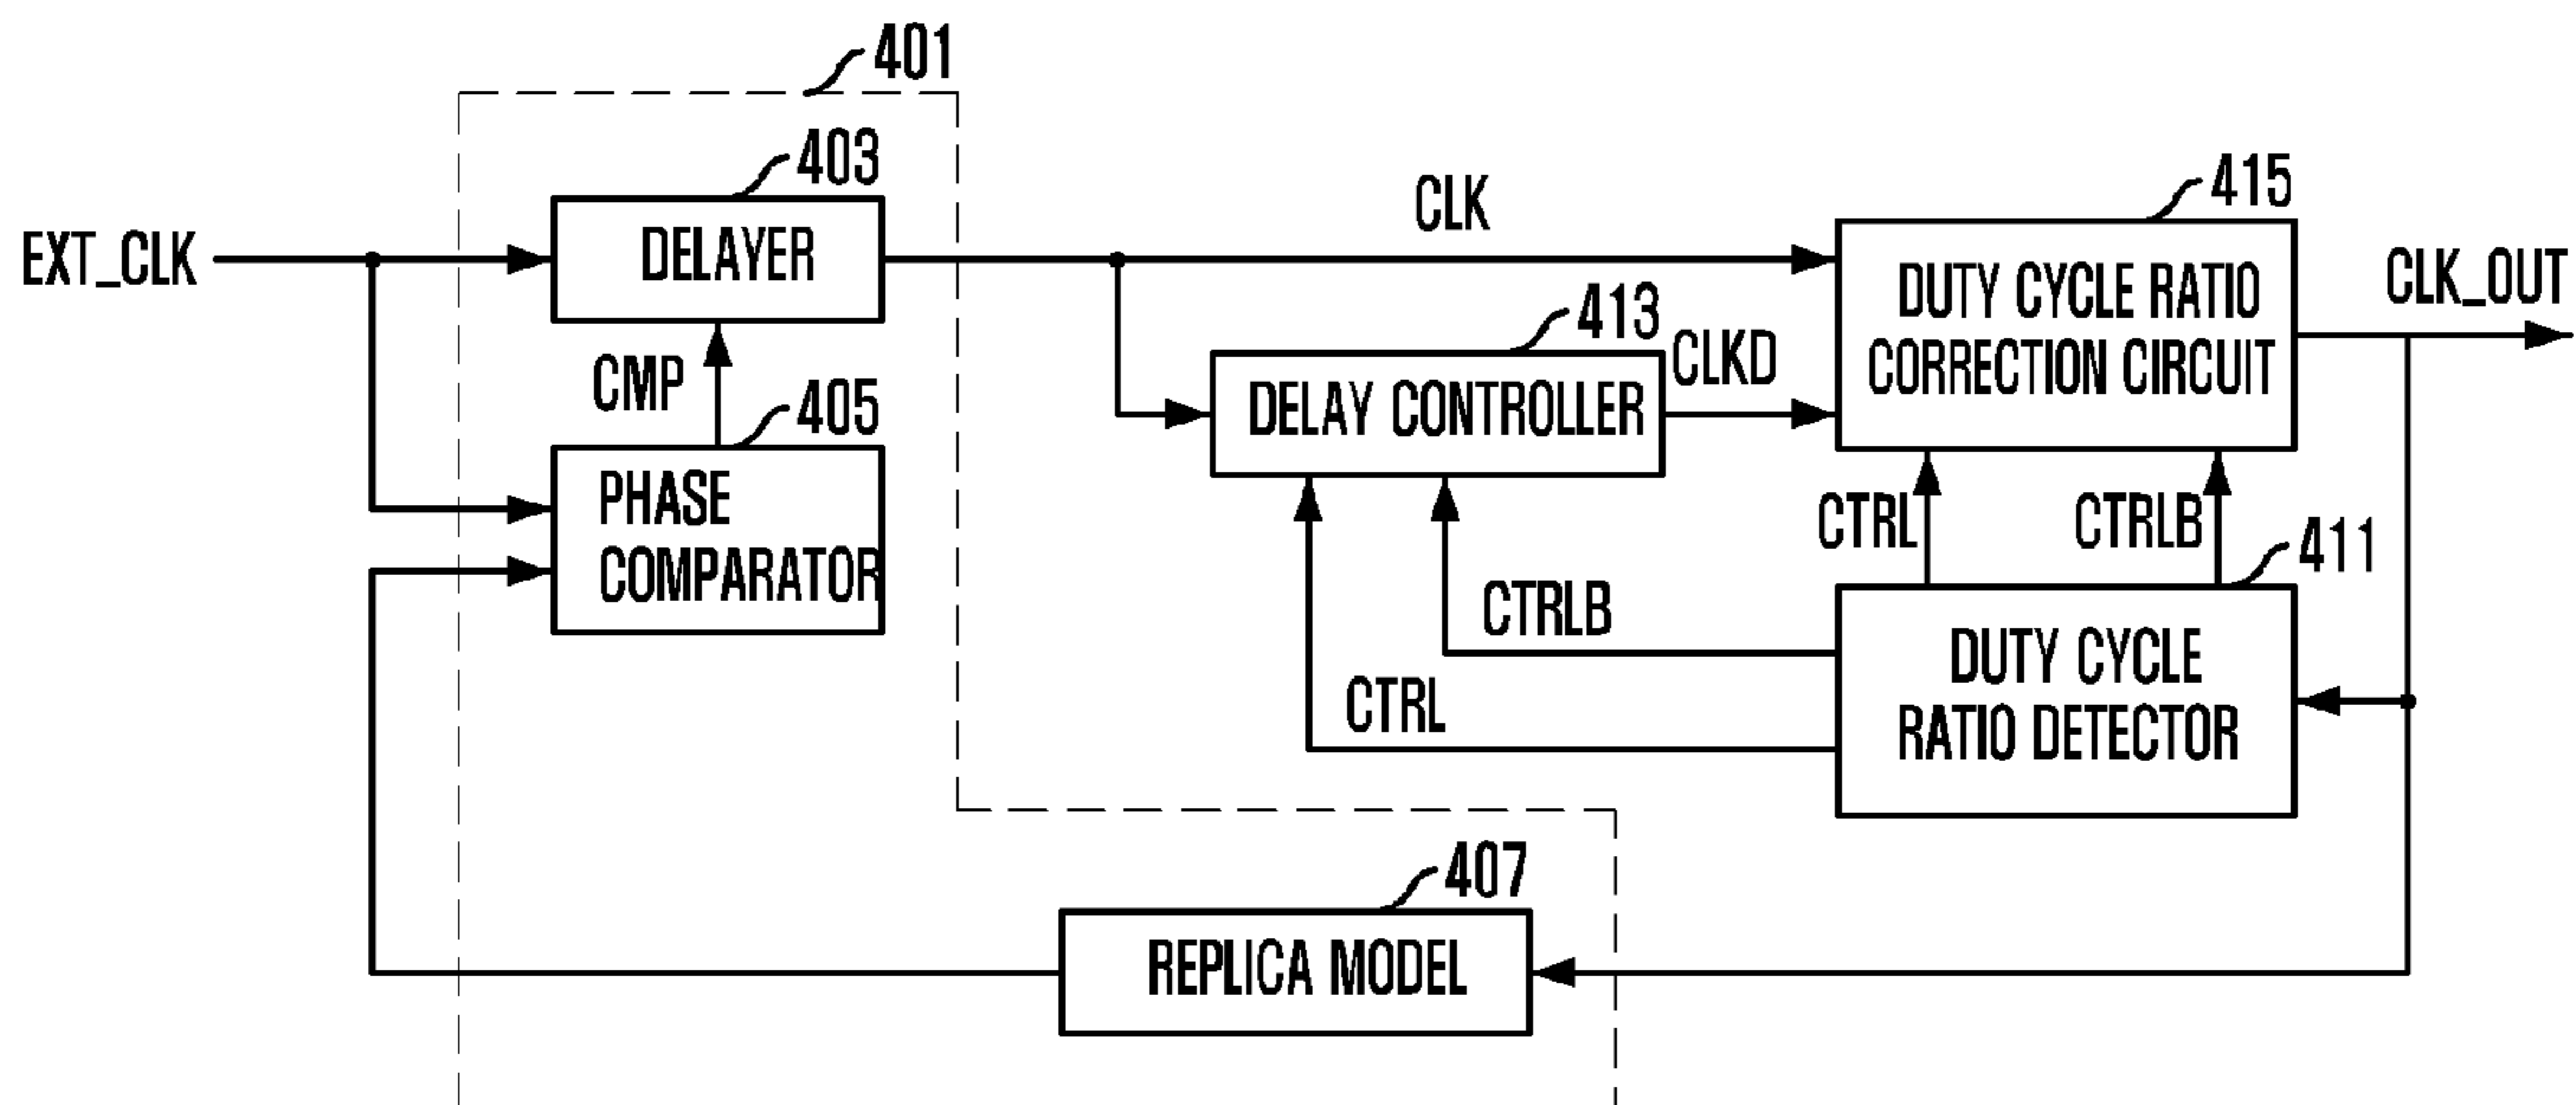 401
403
415
EXT_CLK
DELAYER
CLK
DUTY CYCLE RATIO
CORRECTION CIRCUIT
CLK_OUT
413
CLKD
CMP
405
DELAY CONTROLLER
PHASE
COMPARATOR
CTRL
CTRLB
411
CTRLB
CTRL
DUTY CYCLE
RATIO DETECTOR
407
REPLICA MODEL